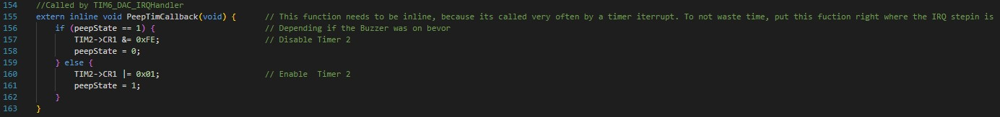 154 //Called by TIM6_DAC_IRQHandler
155 extern inline void PeepTimCallback(void) { // This function needs to be inline, because its called very often by a timer iterrupt. To not waste time, put this fuction right where the IRQ stepin is
156 if (peepState == 1) { // Depending if the Buzzer was on bevor
157 TIM2->CR1 &= 0xFE; // Disable Timer 2
158 peepState = 0;
159 } else {
160 TIM2->CR1 |= 0x01; // Enable  Timer 2
161 peepState = 1;
162 }
163 }